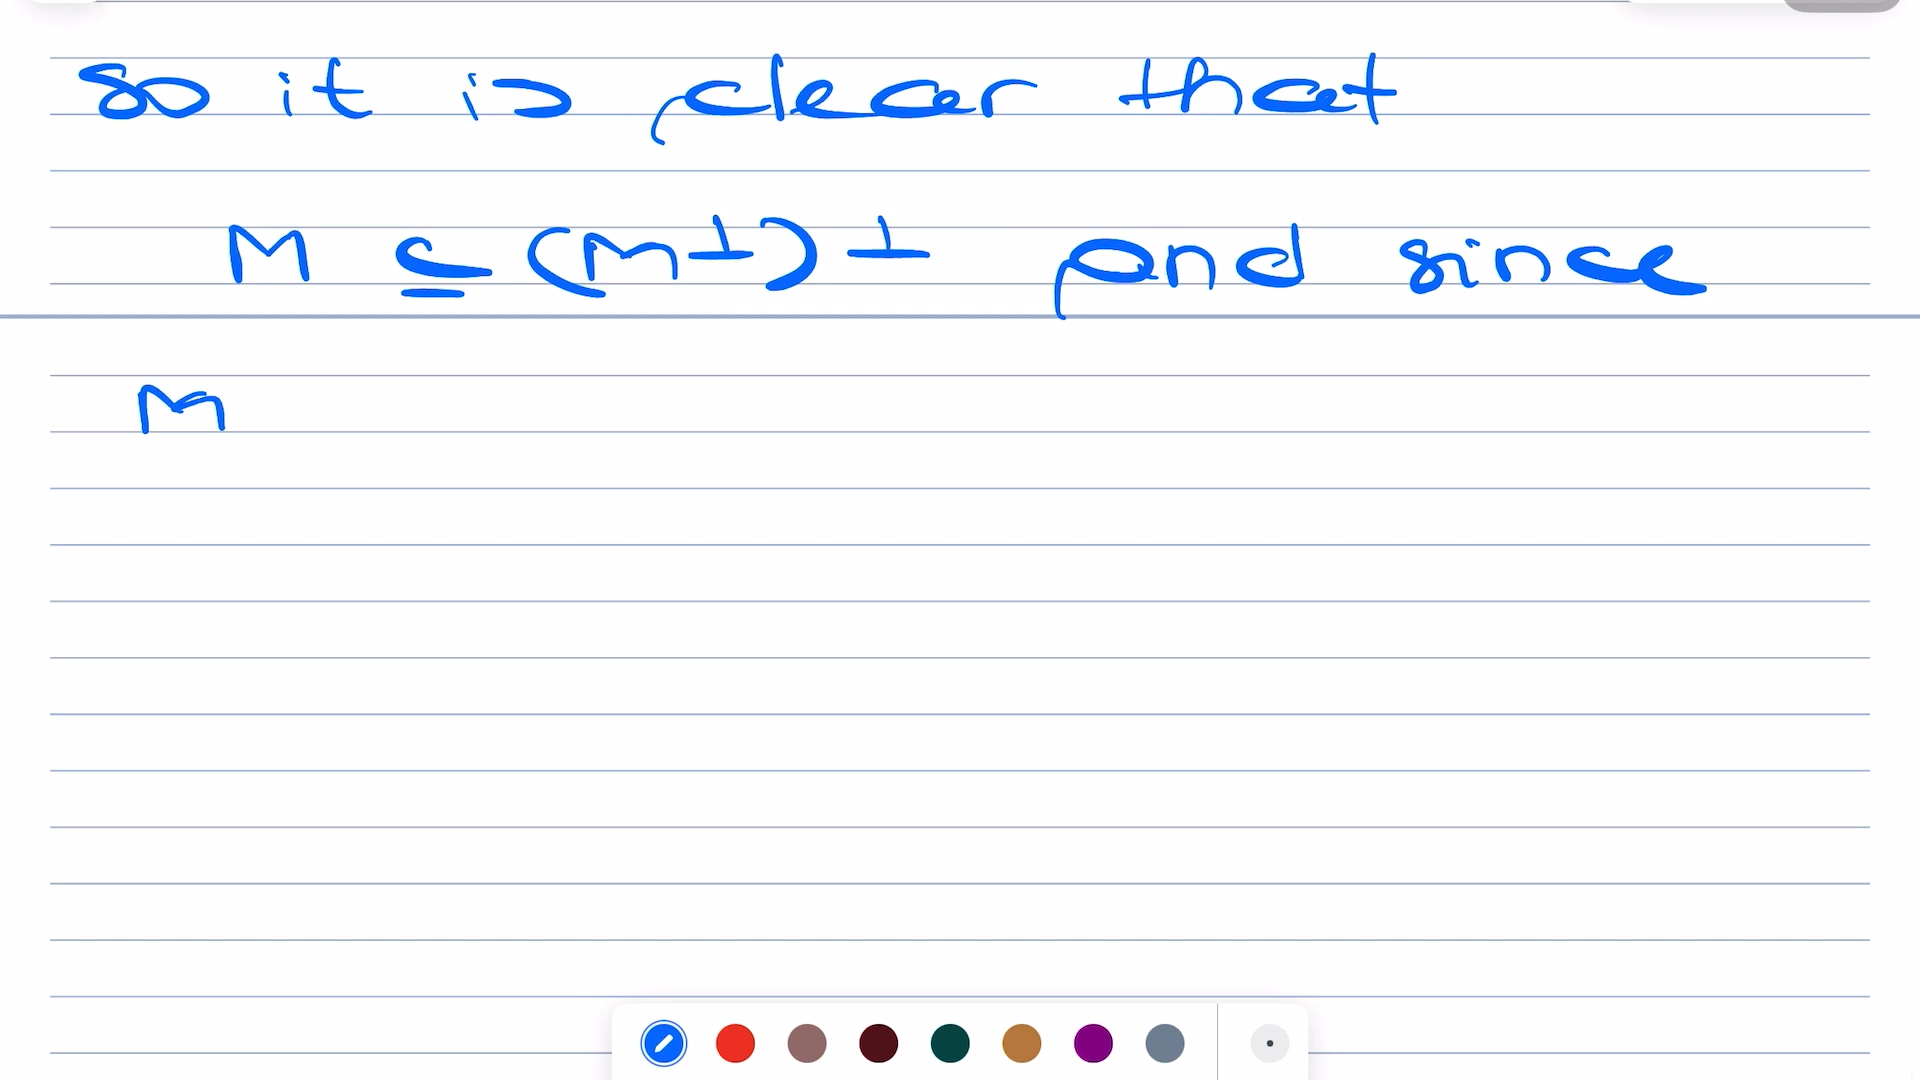 so it is clear that
M ⊆ (M⊥)⊥ and since
M